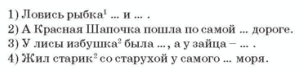 1) Ловись рыбка¹ ... и ... .
2) А Красная Шапочка пошла по самой ... дороге.
3) У лисы избушка² была ..., а у зайца – ... .
4) Жил старик² со старухой у самого ... моря.